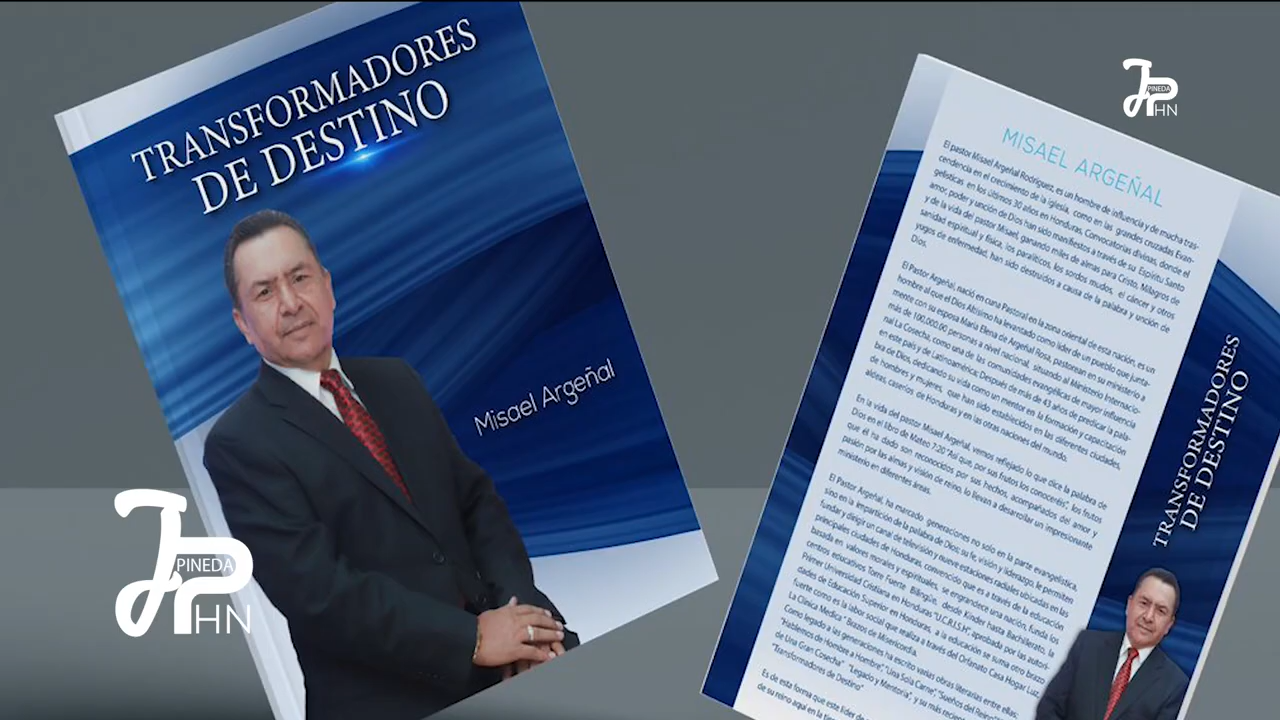 TRANSFORMADORES
DE DESTINO
Misael Argeñal
JP
PINEDA
HN
JP
PINEDA
HN
MISAEL ARGEÑAL
El pastor Misael Argeñal Rodríguez, es un hombre de influencia y de mucha tras-
cendencia en el crecimiento de la iglesia, como en las grandes cruzadas Evan-
gelísticas en los últimos 30 años en Honduras, Convocatorias divinas, donde el
amor, poder y unción de Dios han sido manifiestos a través de su Espíritu Santo
y de la vida del pastor Misael, ganando miles de almas para Cristo, Milagros de
sanidad espiritual y física, los paralíticos, los sordos mudos, el cáncer y otros
yugos de enfermedad, han sido destruidos a causa de la palabra y unción de
Dios.
El Pastor Argeñal, nació en cuna Pastoral en la zona oriental de esta nación, es un
hombre al que el Dios Altísimo ha levantado como líder de un pueblo que junta-
mente con su esposa María Elena de Argeñal Rosa, pastorean en su ministerio a
más de 100,000.00 personas a nivel nacional, situando al Ministerio Internacio-
nal La Cosecha, como una de las comunidades evangélicas de mayor influencia
en este país y de Latinoamérica; Después de más de 43 años de predicar la pala-
bra de Dios, dedicando su vida como un mentor en la formación y capacitación
de hombres y mujeres, que han sido establecidos en las diferentes ciudades,
aldeas, caseríos de Honduras y en las otras naciones del mundo.
En la vida del pastor Misael Argeñal, vemos reflejado lo que dice la palabra de
Dios en el libro de Mateo 7:20 "Así que, por sus frutos los conoceréis", los frutos
que él ha dado son reconocidos por sus hechos, acompañados del amor y
pasión por las almas y visión de reino, lo llevan a desarrollar un impresionante
ministerio en diferentes áreas.
El Pastor Argeñal, ha marcado generaciones no solo en la parte evangelística,
sino en la impartición de la palabra de Dios; su fe, visión y liderazgo, le permiten
fundar y dirigir un canal de televisión y nueve estaciones radiales ubicadas en las
principales ciudades de Honduras, convencido que es a través de la educación
basada en valores morales y espirituales, se engrandece una nación, funda los
centros educativos Torre Fuerte, Bilingüe, desde Kinder hasta Bachillerato, la
Primer Universidad Cristiana en Honduras "U.C.R.I.S.H", aprobada por las autori-
dades de Educación Superior en Honduras, a la educación se suma otro brazo
fuerte como es la labor social que realiza a través del Orfanato Casa Hogar Luz,
La Clínica Medica " Brazos de Misericordia.
Como legado a las generaciones ha escrito varias obras literarias entre ellas:
"Hablemos de Hombre a Hombre", "Una Sola Carne", "Sueños del Reino"
de Una Gran Cosecha" "Legado y Mentoría", y su más recien
"Transformadores de Destino"
Es de esta forma que este líder de
de su reino aquí en la
TRANSFORMADORES
DE DESTINO